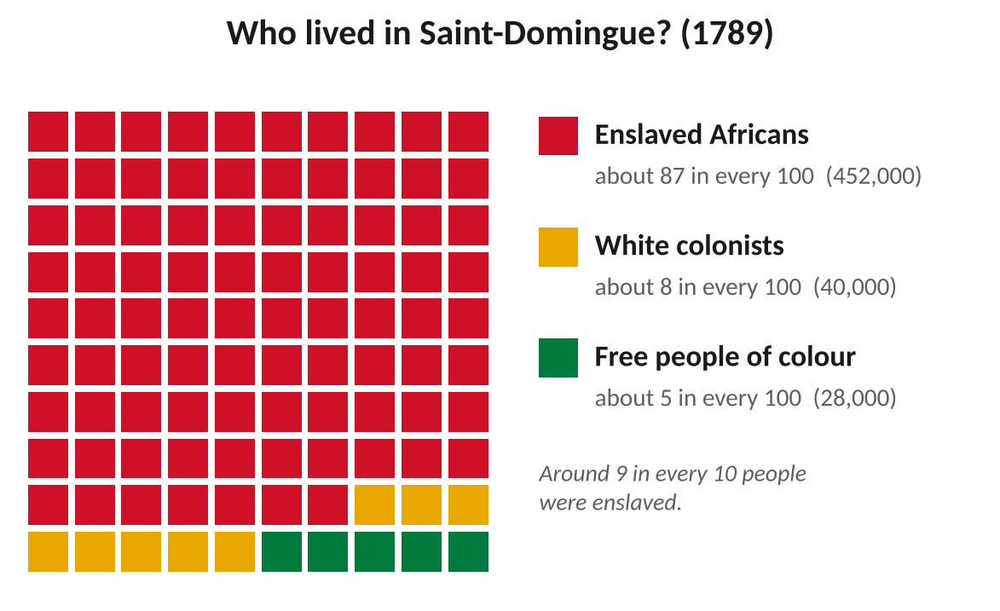 Who lived in Saint-Domingue? (1789)
Enslaved Africans
about 87 in every 100 (452,000)
White colonists
about 8 in every 100 (40,000)
Free people of colour
about 5 in every 100 (28,000)
Around 9 in every 10 people
were enslaved.